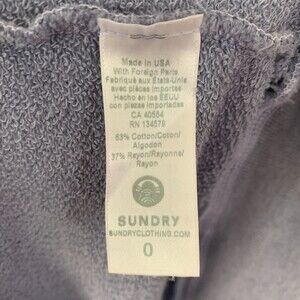 Made in USA
With Foreign Parts
Fabriqué aux États-Unis
avec pièces importées
Hecho en los EEUU
con piezas importadas
CA 40554
RN 134579
63% Cotton/Coton/
Algodon
37% Rayon/Rayonne/
Rayon
SUNDRY
SUNDRYCLOTHING.COM
0